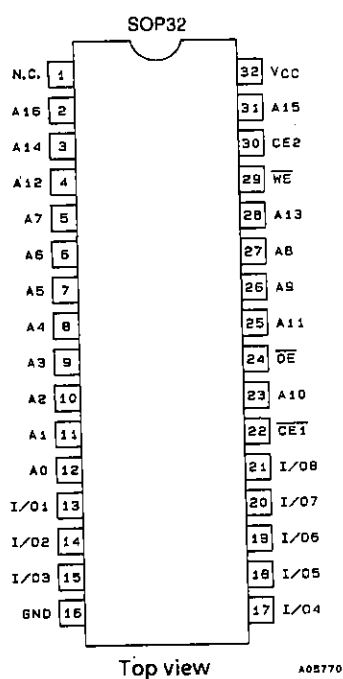 SOP32
N.C. 1 32 VCC
A16 2 31 A15
A14 3 30 CE2
A12 4 29 WE
A7 5 28 A13
A6 6 27 A8
A5 7 26 A9
A4 8 25 A11
A3 9 24 OE
A2 10 23 A10
A1 11 22 CE1
A0 12 21 I/O8
I/O1 13 20 I/O7
I/O2 14 19 I/O6
I/O3 15 18 I/O5
GND 16 17 I/O4
Top view
A05770